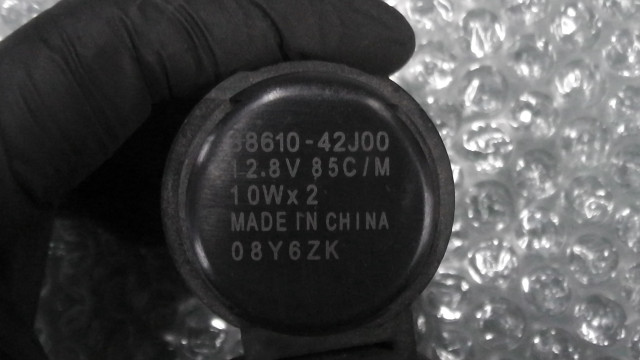 38610-42J00
12.8V 85C/M
10Wx2
MADE IN CHINA
08Y6ZK